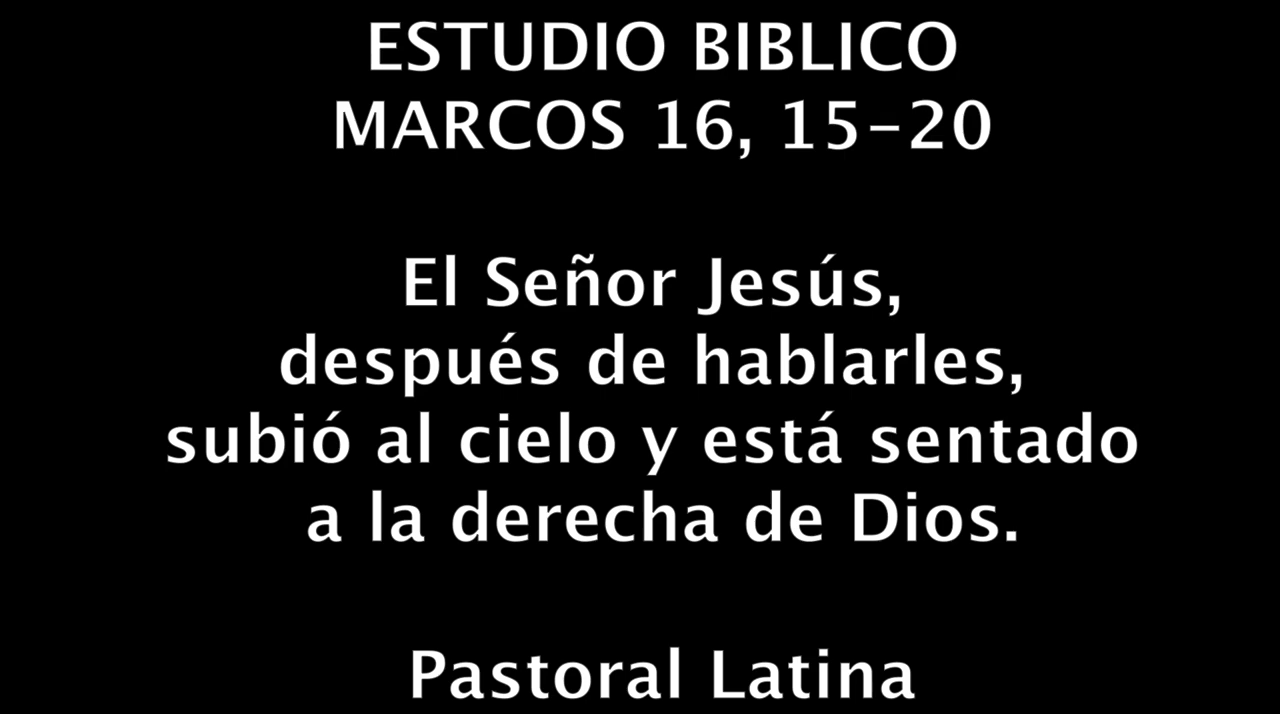 ESTUDIO BIBLICO
MARCOS 16, 15-20
El Señor Jesús,
después de hablarles,
subió al cielo y está sentado
a la derecha de Dios.
Pastoral Latina